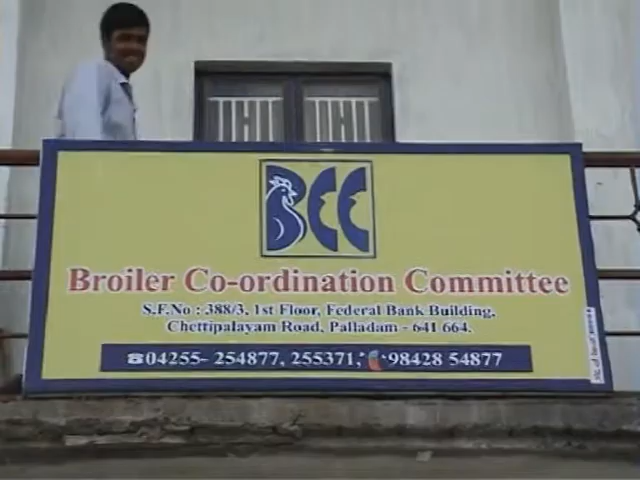 BCC
Broiler Co-ordination Committee
S.F.No : 388/3, 1st Floor, Federal Bank Building,
Chettipalayam Road, Palladam - 641 664.
04255- 254877, 255371, 98428 54877